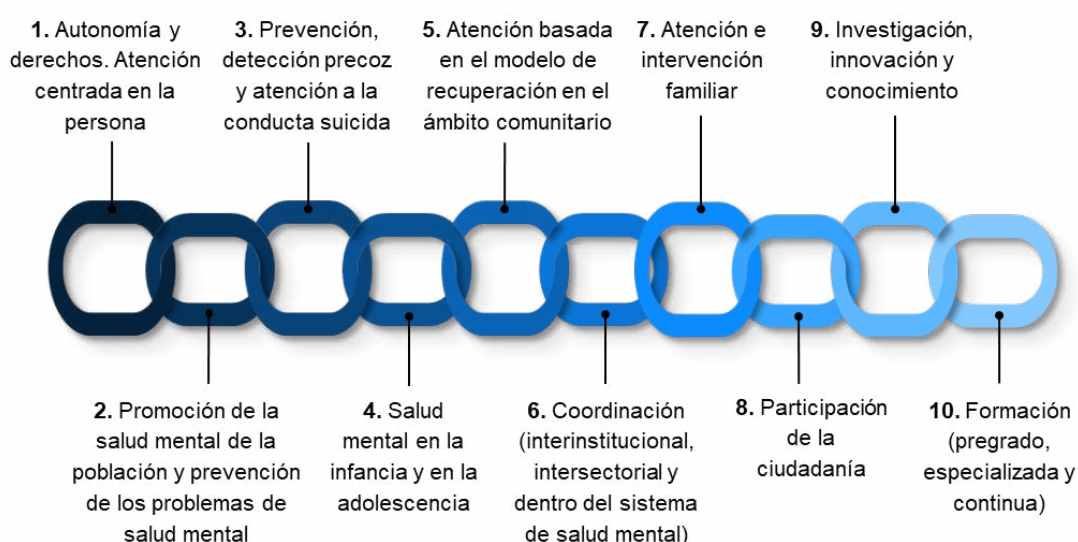 1. Autonomía y
derechos. Atención
centrada en la
persona
3. Prevención,
detección precoz
y atención a la
conducta suicida
5. Atención basada
en el modelo de
recuperación en el
ámbito comunitario
7. Atención e
intervención
familiar
9. Investigación,
innovación y
conocimiento
2. Promoción de la
salud mental de la
población y prevención
de los problemas de
salud mental
4. Salud
mental en la
infancia y en la
adolescencia
6. Coordinación
(interinstitucional,
intersectorial y
dentro del sistema
de salud mental)
8. Participación
de la
ciudadanía
10. Formación
(pregrado,
especializada y
continua)